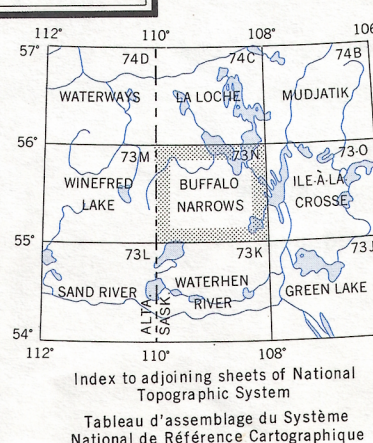 112° 110° 108° 106
57° 74D 74C 74B
WATERWAYS LA LOCHE MUDJATIK
56° 73M 73N 73-O
WINEFRED
LAKE
BUFFALO
NARROWS
ILE-À-LA
CROSSE
55° 73L 73K 73J
SAND RIVER WATERHEN
RIVER
GREEN LAKE
ALTA.
SASK.
54°
112° 110° 108°
Index to adjoining sheets of National
Topographic System
Tableau d'assemblage du Système
National de Référence Cartographique